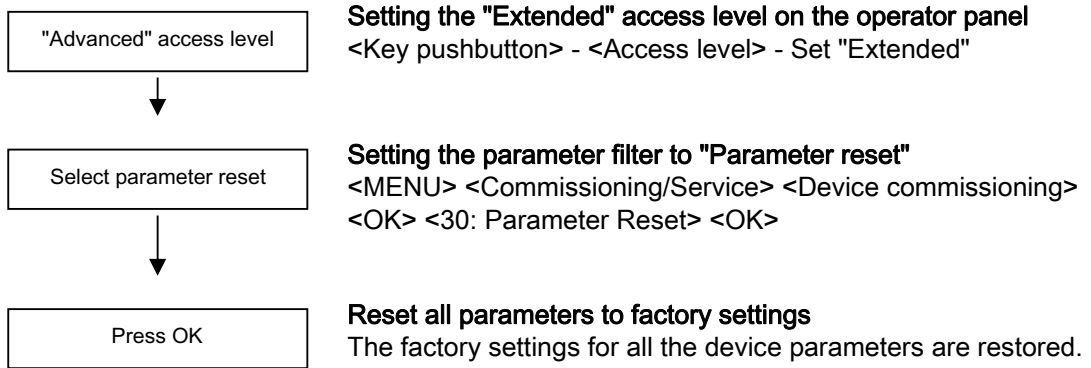 "Advanced" access level
Setting the "Extended" access level on the operator panel
<Key pushbutton> - <Access level> - Set "Extended"
Select parameter reset
Setting the parameter filter to "Parameter reset"
<MENU> <Commissioning/Service> <Device commissioning>
<OK> <30: Parameter Reset> <OK>
Press OK
Reset all parameters to factory settings
The factory settings for all the device parameters are restored.